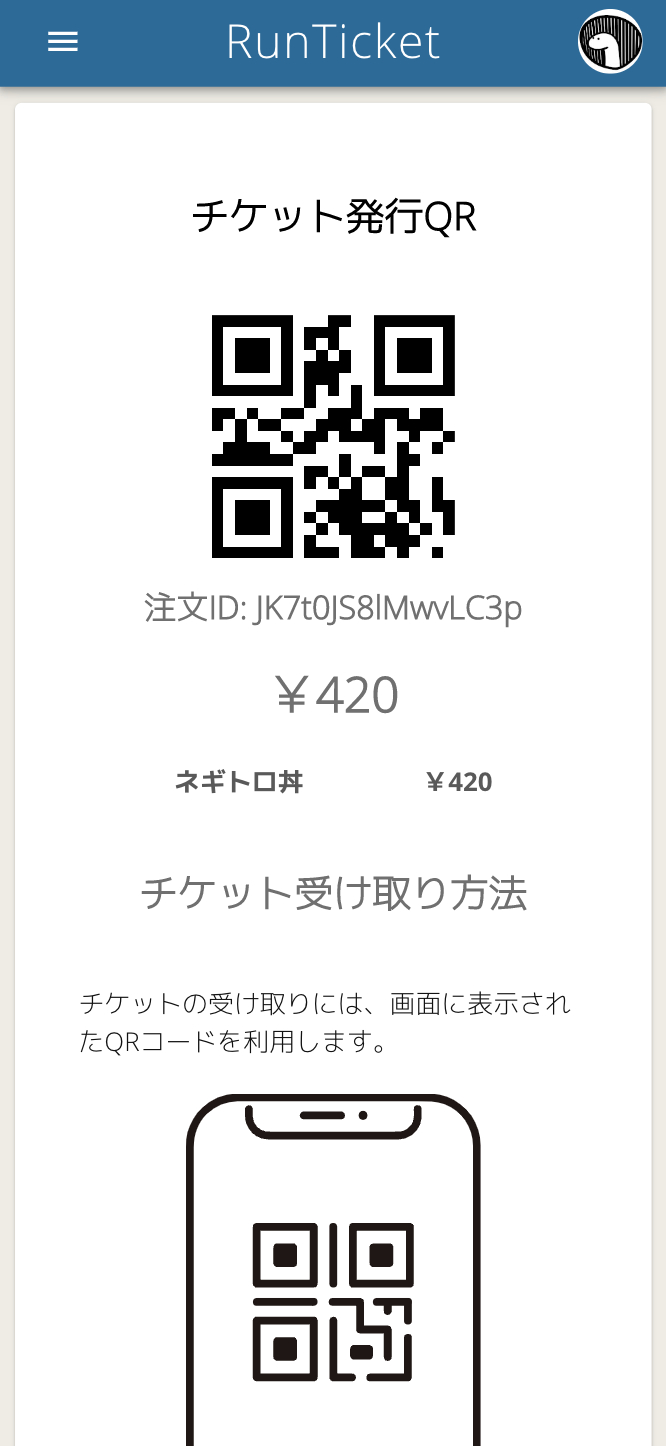 RunTicket
チケット発行QR
注文ID: JK7t0JS8lMwvLC3p
￥420
ネギトロ丼 ￥420
チケット受け取り方法
チケットの受け取りには、画面に表示され
たQRコードを利用します。